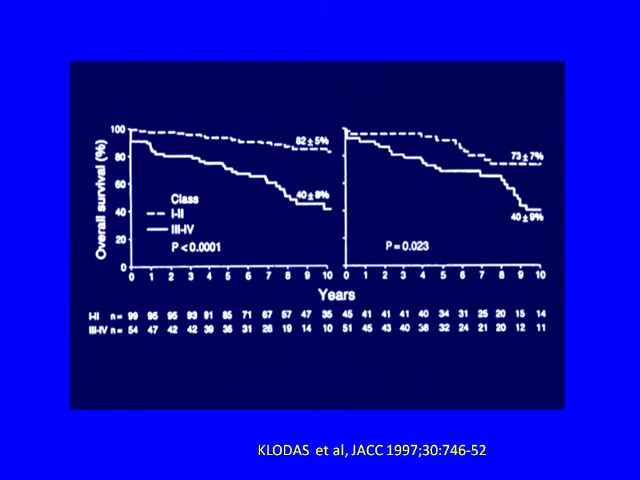 Overall survival (%)
100
80
60
40
20
0
82±5%
40±8%
Class
I-II
III-IV
P<0.0001
0 1 2 3 4 5 6 7 8 9 10
73±7%
40±9%
P=0.023
0 1 2 3 4 5 6 7 8 9 10
Years
I-II n= 99 95 95 93 91 85 71 67 57 47 35 45 41 41 41 40 34 31 25 20 15 14
III-IV n= 54 47 42 42 39 36 31 26 19 14 10 51 45 43 40 38 32 24 21 20 12 11
KLODAS et al, JACC 1997;30:746-52